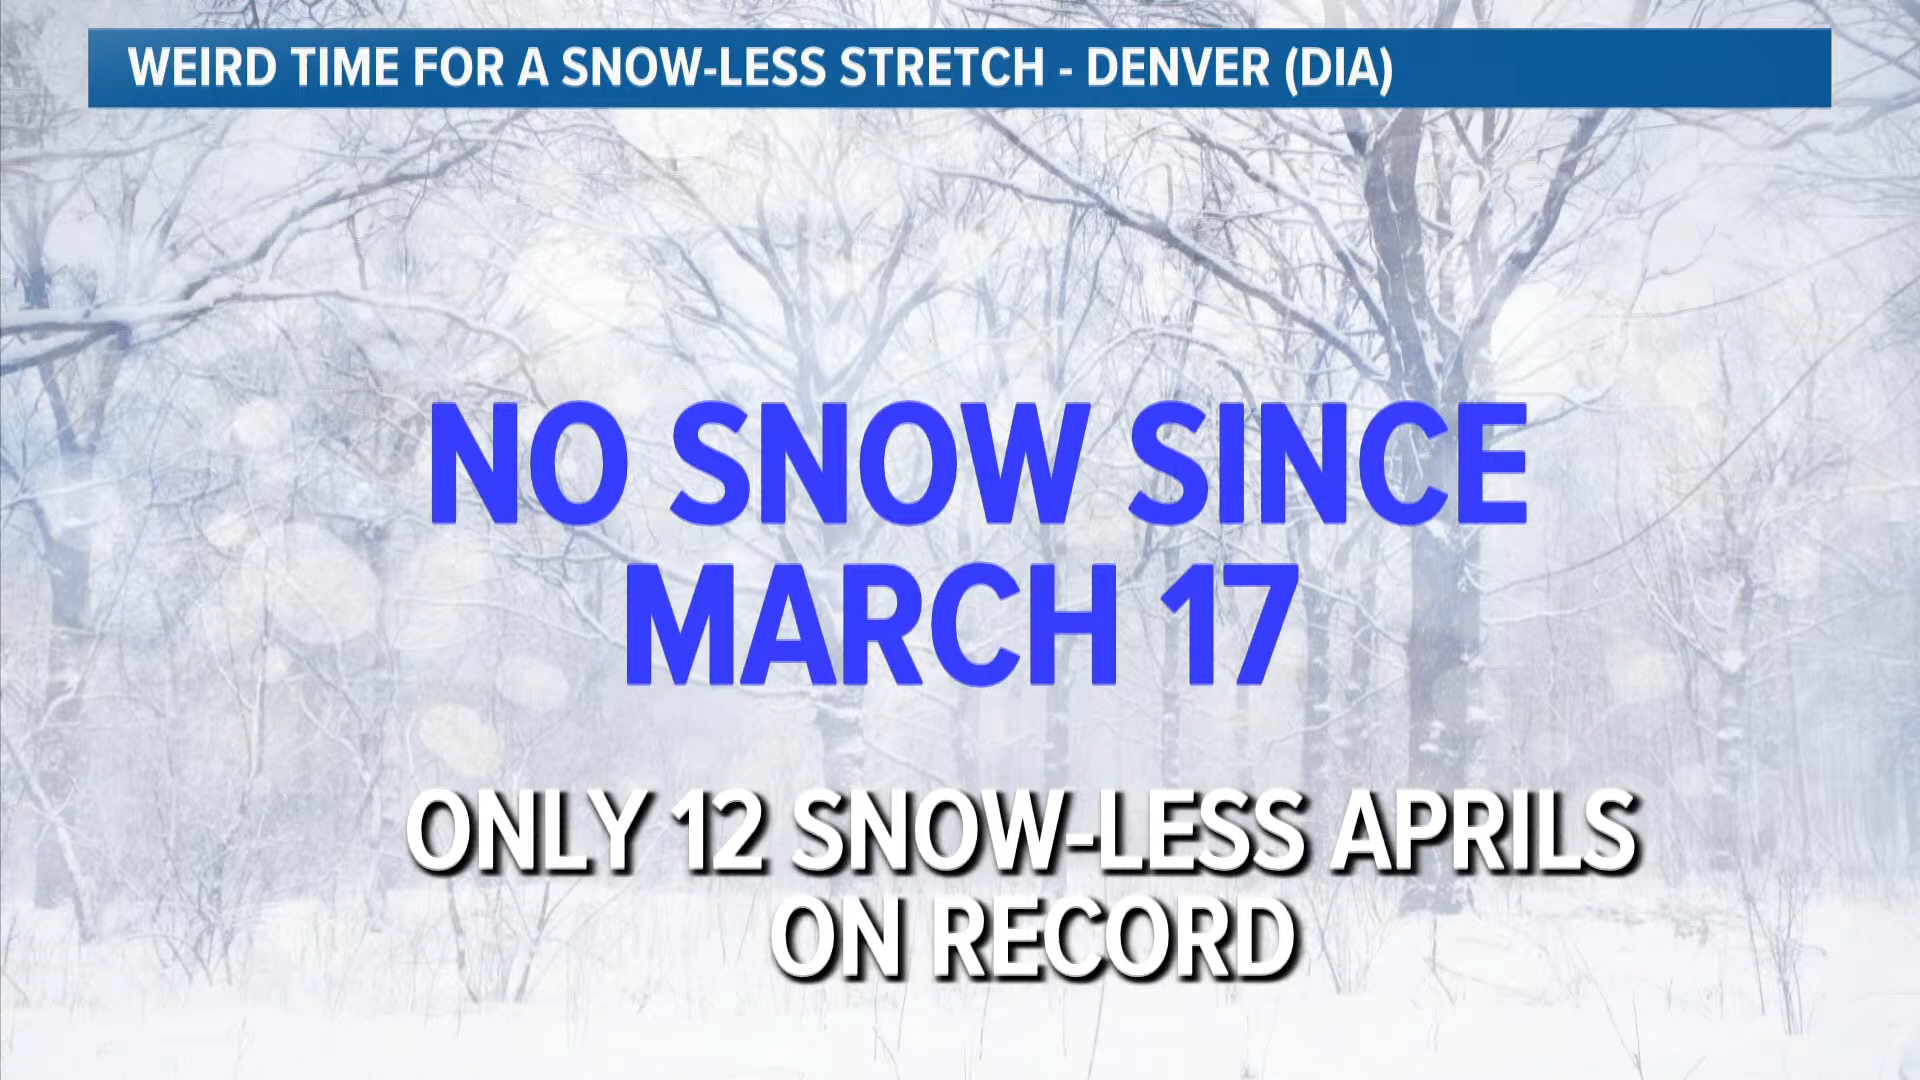 WEIRD TIME FOR A SNOW-LESS STRETCH - DENVER (DIA)
NO SNOW SINCE
MARCH 17
ONLY 12 SNOW-LESS APRILS
ON RECORD